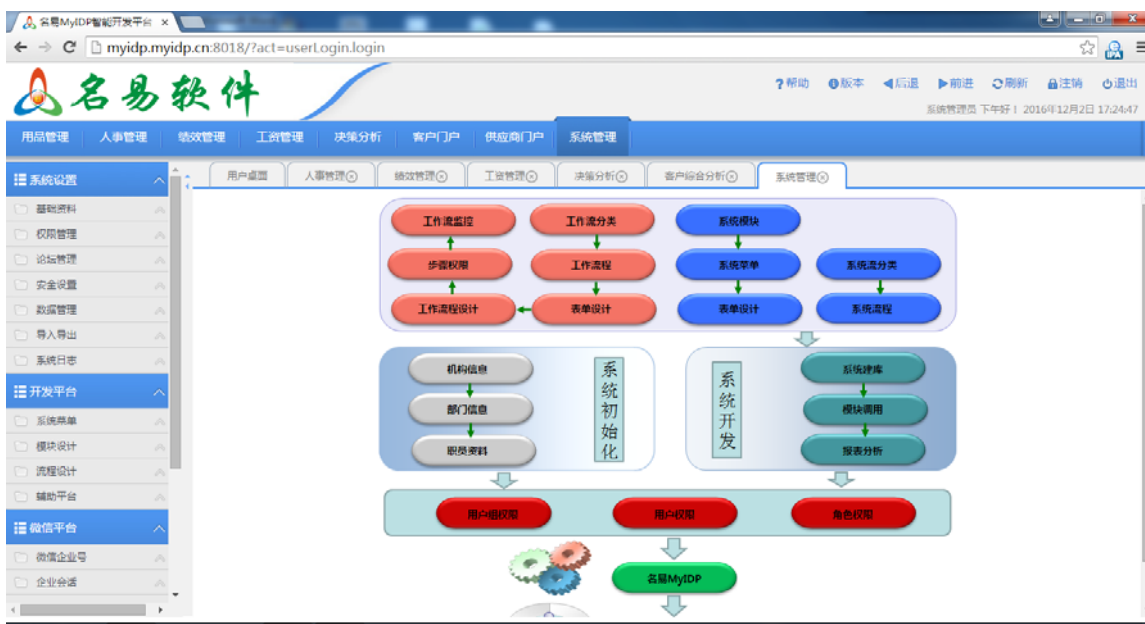 名易MyIDP智能开发平台
myidp.myidp.cn:8018/?act=userLogin.login
名易软件
帮助 版本 后退 前进 刷新 注销 退出
系统管理员 下午好！ 2016年12月2日 17:24:47
用品管理 人事管理 绩效管理 工资管理 决策分析 客户门户 供应商门户 系统管理
用户桌面 人事管理 绩效管理 工资管理 决策分析 客户综合分析 系统管理
系统设置
基础资料
权限管理
论坛管理
安全设置
数据管理
导入导出
系统日志
开发平台
系统菜单
模块设计
流程设计
辅助平台
微信平台
微信企业号
企业会话
工作流监控 工作流分类 系统模块
步骤权限 工作流程 系统菜单 系统流分类
工作流程设计 表单设计 表单设计 系统流程
机构信息
部门信息
职员资料
系统初始化
系统开发
系统建库
模块调用
报表分析
用户组权限 用户权限 角色权限
名易MyIDP